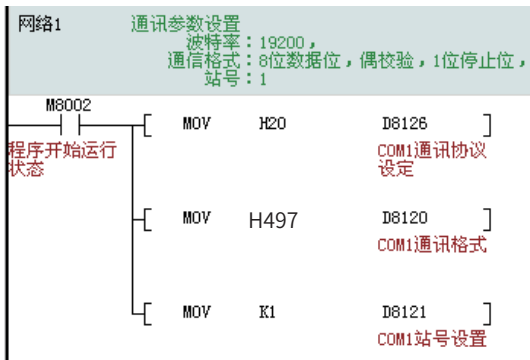 网络1 通讯参数设置
波特率：19200，
通信格式：8位数据位，偶校验，1位停止位，
站号：1
M8002
MOV H20 D8126
程序开始运行状态
COM1通讯协议设定
MOV H497 D8120
COM1通讯格式
MOV K1 D8121
COM1站号设置